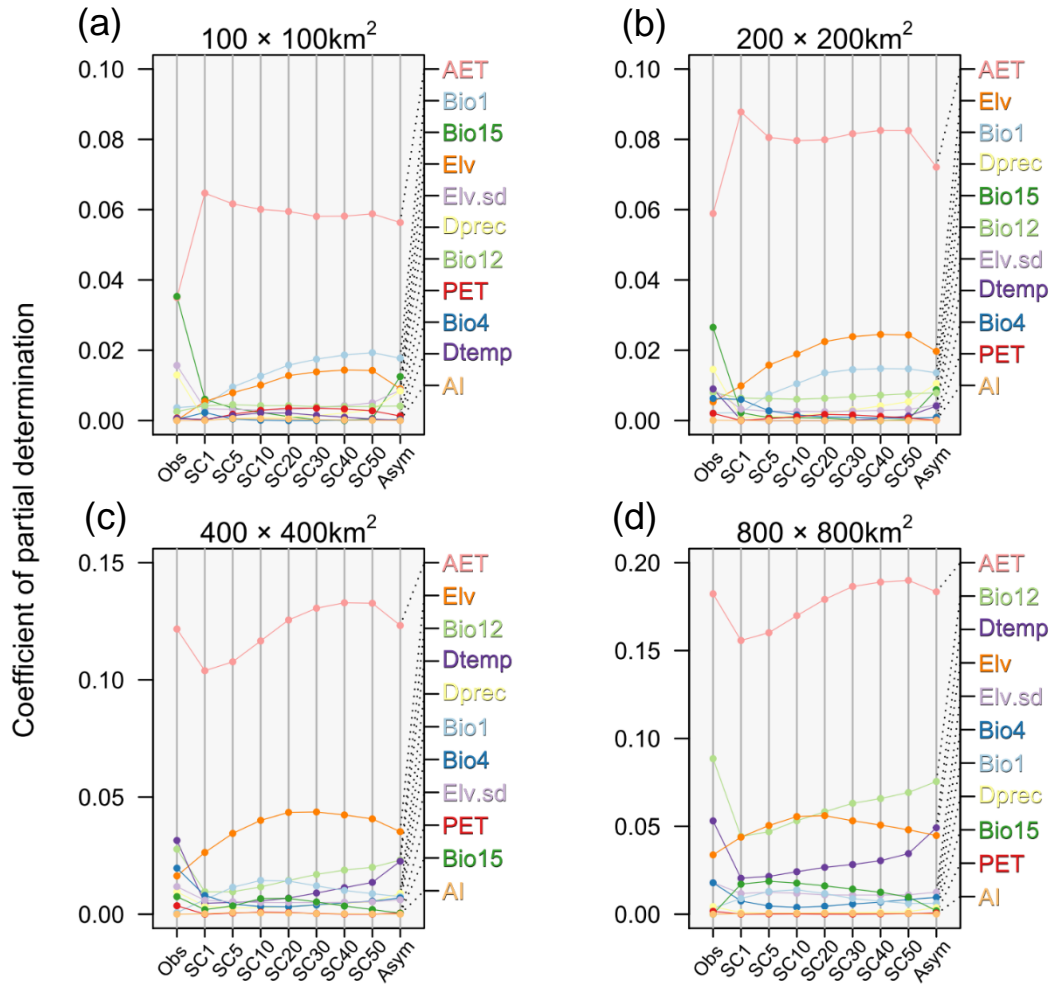 Coefficient of partial determination
(a)
100 × 100km²
0.10
0.08
0.06
0.04
0.02
0.00
Obs
SC1
SC5
SC10
SC20
SC30
SC40
SC50
Asym
AET
Bio1
Bio15
Elv
Elv.sd
Dprec
Bio12
PET
Bio4
Dtemp
AI
(b)
200 × 200km²
0.10
0.08
0.06
0.04
0.02
0.00
Obs
SC1
SC5
SC10
SC20
SC30
SC40
SC50
Asym
AET
Elv
Bio1
Dprec
Bio15
Bio12
Elv.sd
Dtemp
Bio4
PET
AI
(c)
400 × 400km²
0.15
0.10
0.05
0.00
Obs
SC1
SC5
SC10
SC20
SC30
SC40
SC50
Asym
AET
Elv
Bio12
Dtemp
Dprec
Bio1
Bio4
Elv.sd
PET
Bio15
AI
(d)
800 × 800km²
0.20
0.15
0.10
0.05
0.00
Obs
SC1
SC5
SC10
SC20
SC30
SC40
SC50
Asym
AET
Bio12
Dtemp
Elv
Elv.sd
Bio4
Bio1
Dprec
Bio15
PET
AI